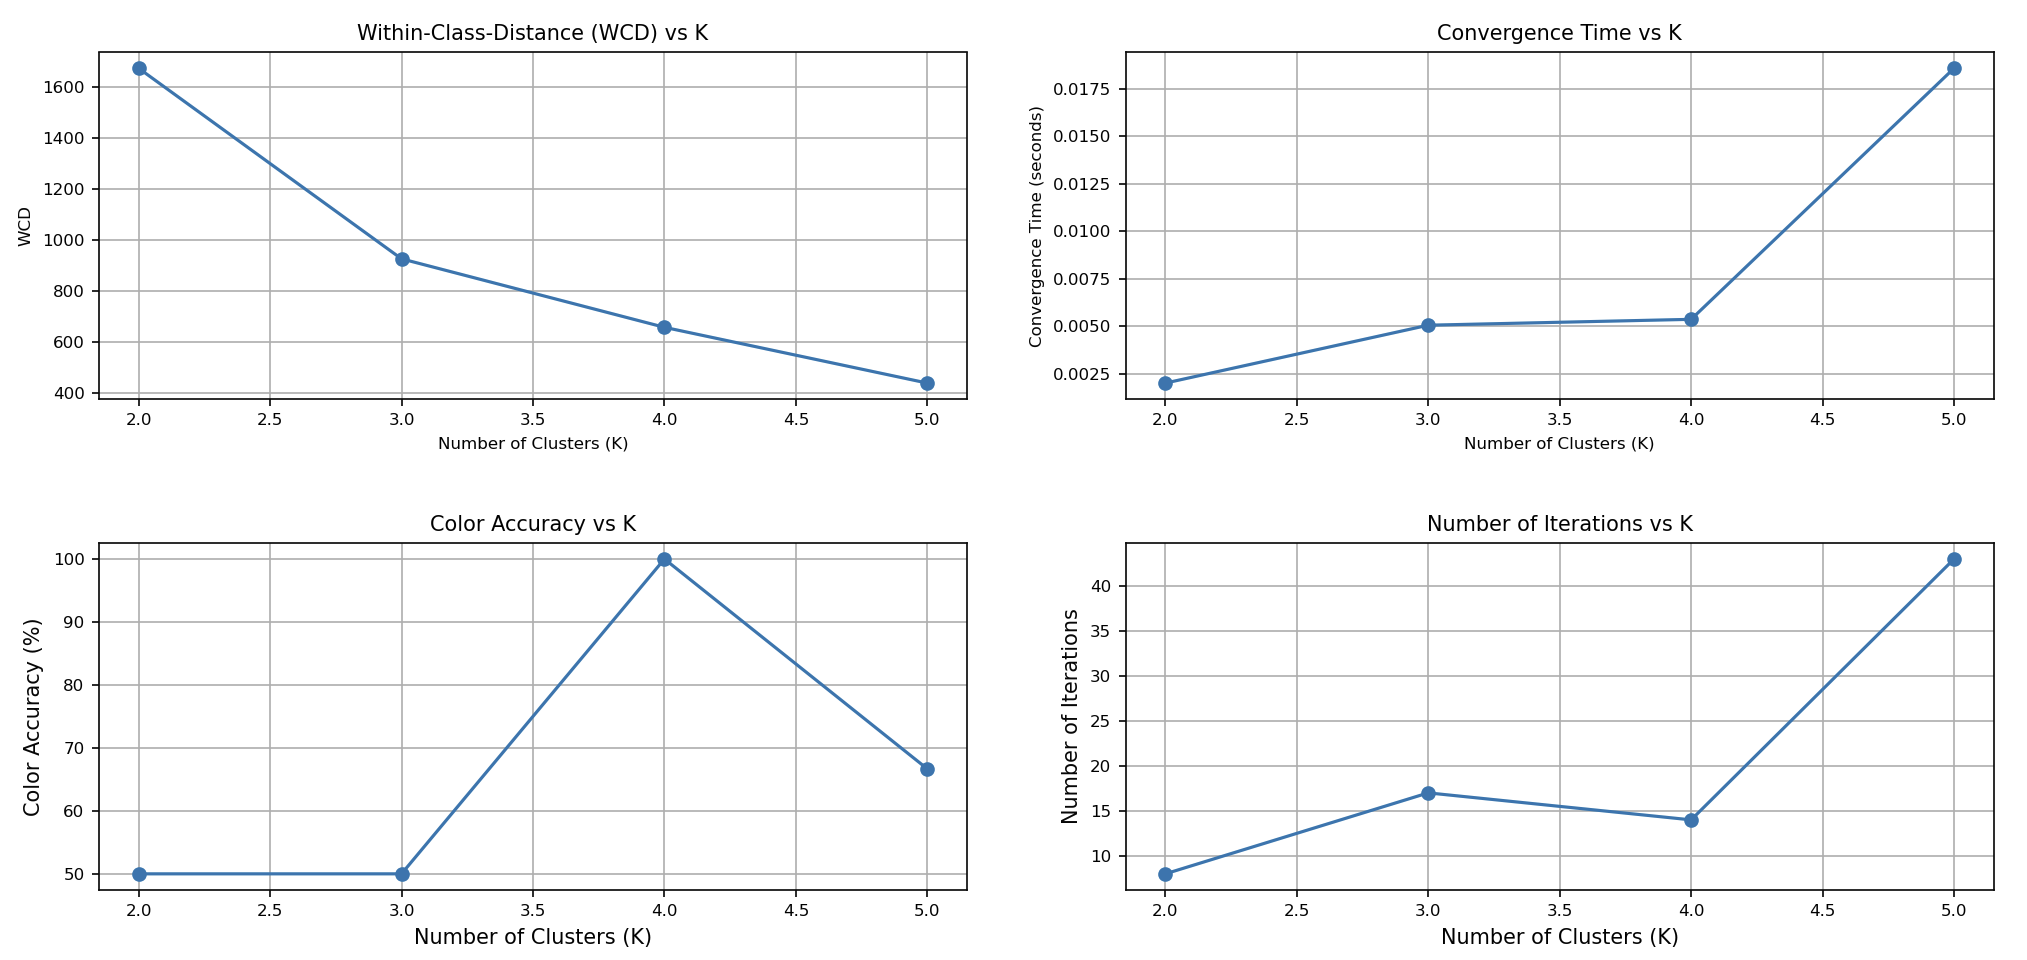 Within-Class-Distance (WCD) vs K
WCD
1600
1400
1200
1000
800
600
400
2.0 2.5 3.0 3.5 4.0 4.5 5.0
Number of Clusters (K)
Convergence Time vs K
Convergence Time (seconds)
0.0175
0.0150
0.0125
0.0100
0.0075
0.0050
0.0025
2.0 2.5 3.0 3.5 4.0 4.5 5.0
Number of Clusters (K)
Color Accuracy vs K
Color Accuracy (%)
100
90
80
70
60
50
2.0 2.5 3.0 3.5 4.0 4.5 5.0
Number of Clusters (K)
Number of Iterations vs K
Number of Iterations
40
35
30
25
20
15
10
2.0 2.5 3.0 3.5 4.0 4.5 5.0
Number of Clusters (K)